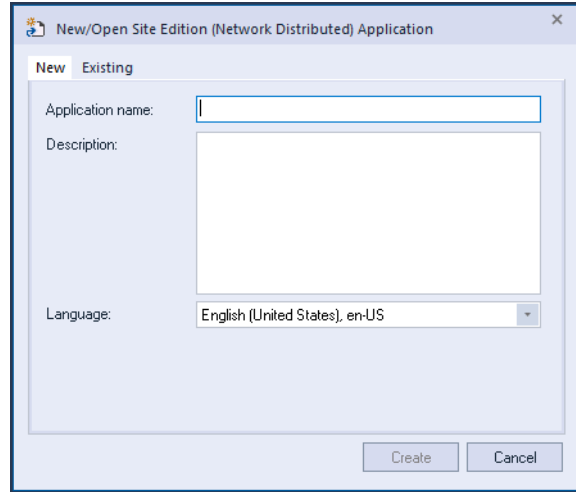 New/Open Site Edition (Network Distributed) Application
New Existing
Application name:
Description:
Language: English (United States), en-US
Create Cancel